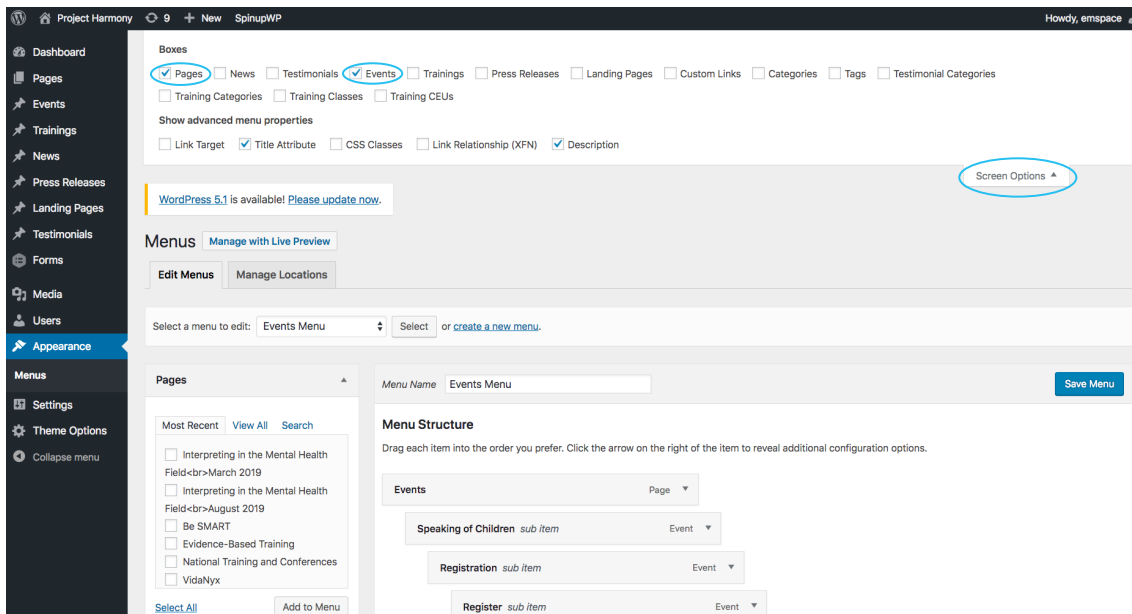 Project Harmony 9 + New SpinupWP Howdy, emspace
Dashboard
Pages
Events
Trainings
News
Press Releases
Landing Pages
Testimonials
Forms
Media
Users
Appearance
Menus
Settings
Theme Options
Collapse menu
Boxes
Pages News Testimonials Events Trainings Press Releases Landing Pages Custom Links Categories Tags Testimonial Categories
Training Categories Training Classes Training CEUs
Show advanced menu properties
Link Target Title Attribute CSS Classes Link Relationship (XFN) Description
Screen Options
WordPress 5.1 is available! Please update now.
Menus Manage with Live Preview
Edit Menus Manage Locations
Select a menu to edit: Events Menu Select or create a new menu.
Pages
Most Recent View All Search
Interpreting in the Mental Health
Field<br>March 2019
Interpreting in the Mental Health
Field<br>August 2019
Be SMART
Evidence-Based Training
National Training and Conferences
VidaNyx
Select All Add to Menu
Menu Name Events Menu Save Menu
Menu Structure
Drag each item into the order you prefer. Click the arrow on the right of the item to reveal additional configuration options.
Events Page
Speaking of Children sub item Event
Registration sub item Event
Register sub item Event